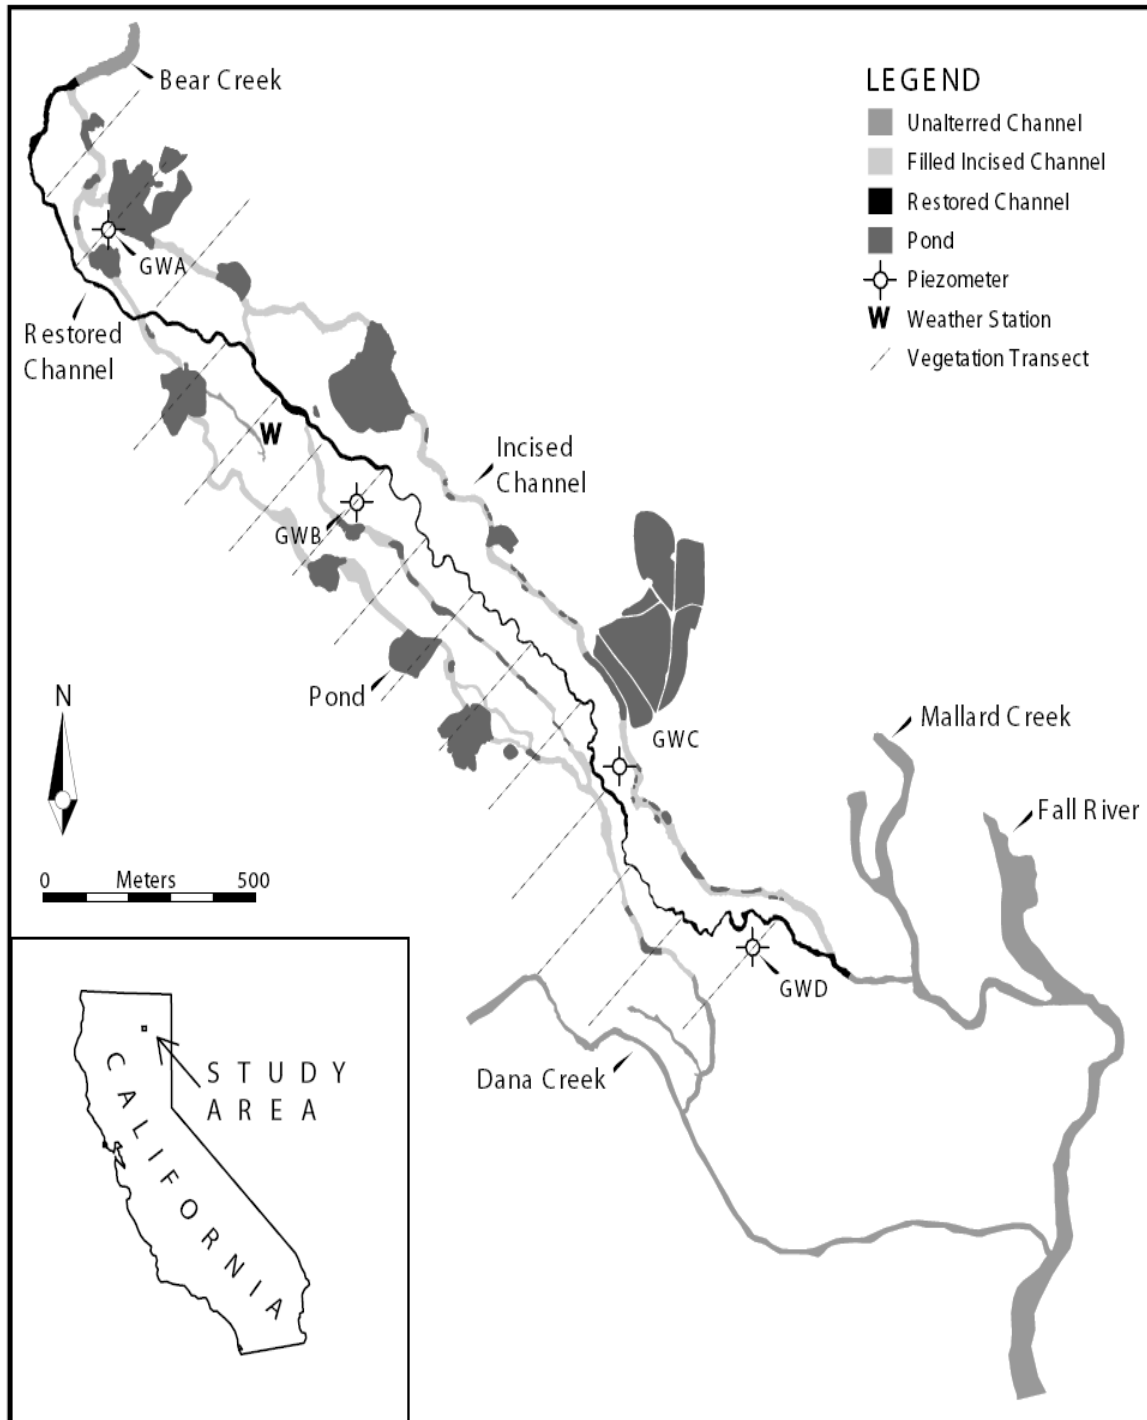 Bear Creek
LEGEND
Unalterred Channel
Filled Incised Channel
Restored Channel
Pond
Piezometer
W Weather Station
Vegetation Transect
GWA
Restored
Channel
W
Incised
Channel
GWB
Pond
GWC
N
Mallard Creek
Fall River
0 Meters 500
GWD
Dana Creek
STUDY
AREA
CALIFORNIA